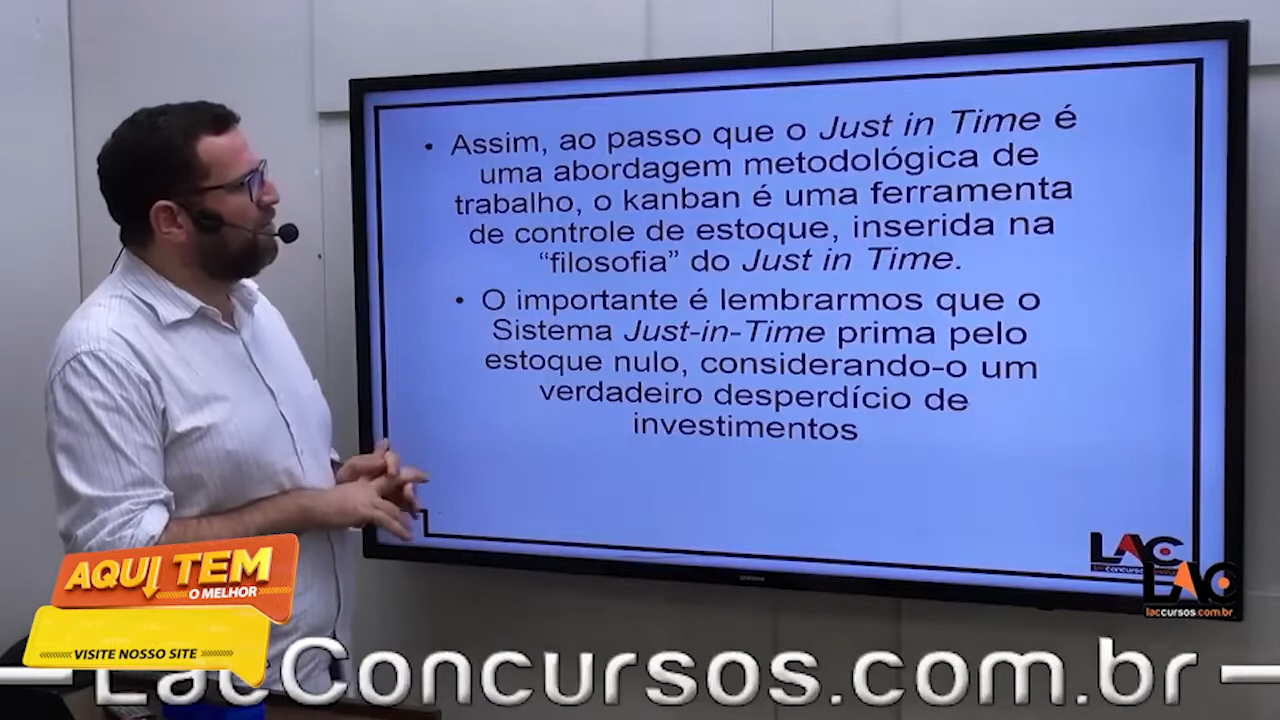 • Assim, ao passo que o Just in Time é
uma abordagem metodológica de
trabalho, o kanban é uma ferramenta
de controle de estoque, inserida na
“filosofia” do Just in Time.
• O importante é lembrarmos que o
Sistema Just-in-Time prima pelo
estoque nulo, considerando-o um
verdadeiro desperdício de
investimentos
LAC
LAC
laccursos.com.br
AQUI TEM
O MELHOR
VISITE NOSSO SITE
LacConcursos.com.br